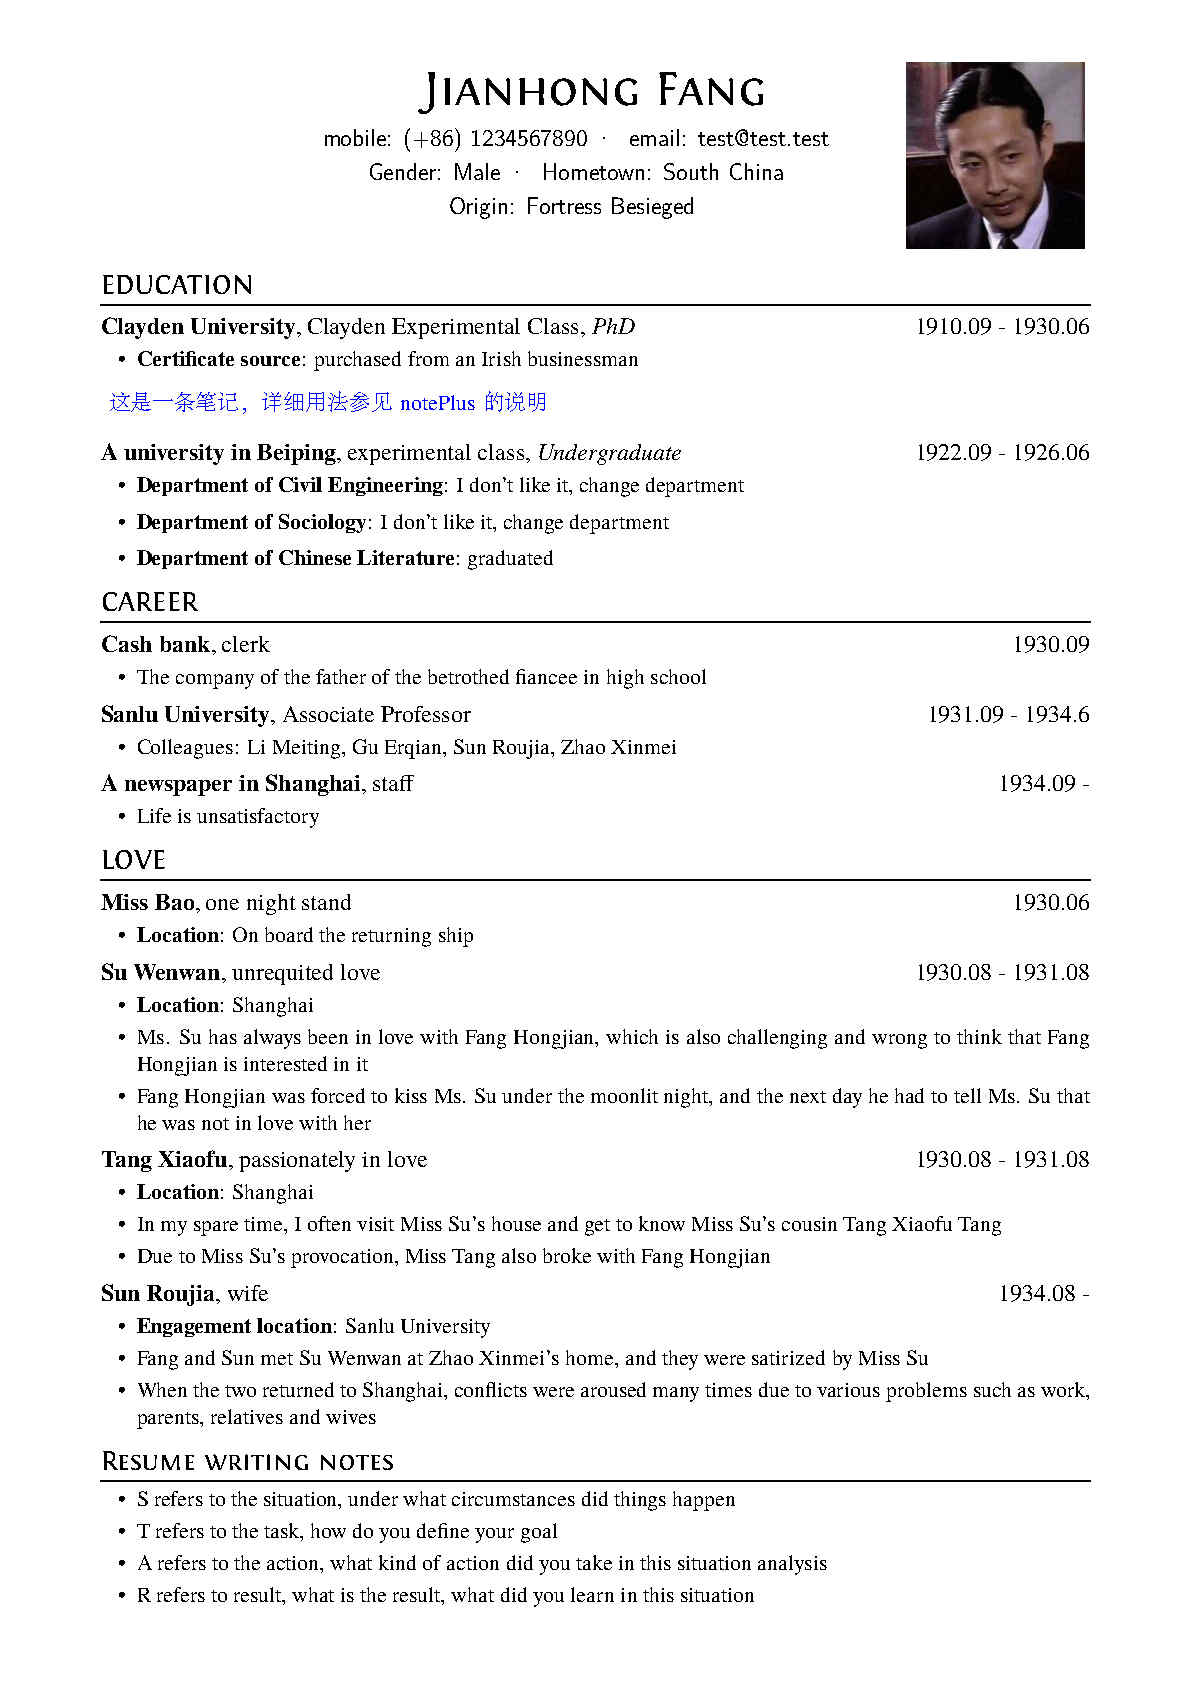 Jianhong Fang
mobile: (+86) 1234567890 · email: test@test.test
Gender: Male · Hometown: South China
Origin: Fortress Besieged
EDUCATION
Clayden University, Clayden Experimental Class, PhD 1910.09 - 1930.06
• Certificate source: purchased from an Irish businessman
这是一条笔记，详细用法参见 notePlus 的说明
A university in Beiping, experimental class, Undergraduate 1922.09 - 1926.06
• Department of Civil Engineering: I don't like it, change department
• Department of Sociology: I don't like it, change department
• Department of Chinese Literature: graduated
CAREER
Cash bank, clerk 1930.09
• The company of the father of the betrothed fiancee in high school
Sanlu University, Associate Professor 1931.09 - 1934.6
• Colleagues: Li Meiting, Gu Erqian, Sun Roujia, Zhao Xinmei
A newspaper in Shanghai, staff 1934.09 -
• Life is unsatisfactory
LOVE
Miss Bao, one night stand 1930.06
• Location: On board the returning ship
Su Wenwan, unrequited love 1930.08 - 1931.08
• Location: Shanghai
• Ms. Su has always been in love with Fang Hongjian, which is also challenging and wrong to think that Fang
Hongjian is interested in it
• Fang Hongjian was forced to kiss Ms. Su under the moonlit night, and the next day he had to tell Ms. Su that
he was not in love with her
Tang Xiaofu, passionately in love 1930.08 - 1931.08
• Location: Shanghai
• In my spare time, I often visit Miss Su's house and get to know Miss Su's cousin Tang Xiaofu Tang
• Due to Miss Su's provocation, Miss Tang also broke with Fang Hongjian
Sun Roujia, wife 1934.08 -
• Engagement location: Sanlu University
• Fang and Sun met Su Wenwan at Zhao Xinmei's home, and they were satirized by Miss Su
• When the two returned to Shanghai, conflicts were aroused many times due to various problems such as work,
parents, relatives and wives
Resume writing notes
• S refers to the situation, under what circumstances did things happen
• T refers to the task, how do you define your goal
• A refers to the action, what kind of action did you take in this situation analysis
• R refers to result, what is the result, what did you learn in this situation